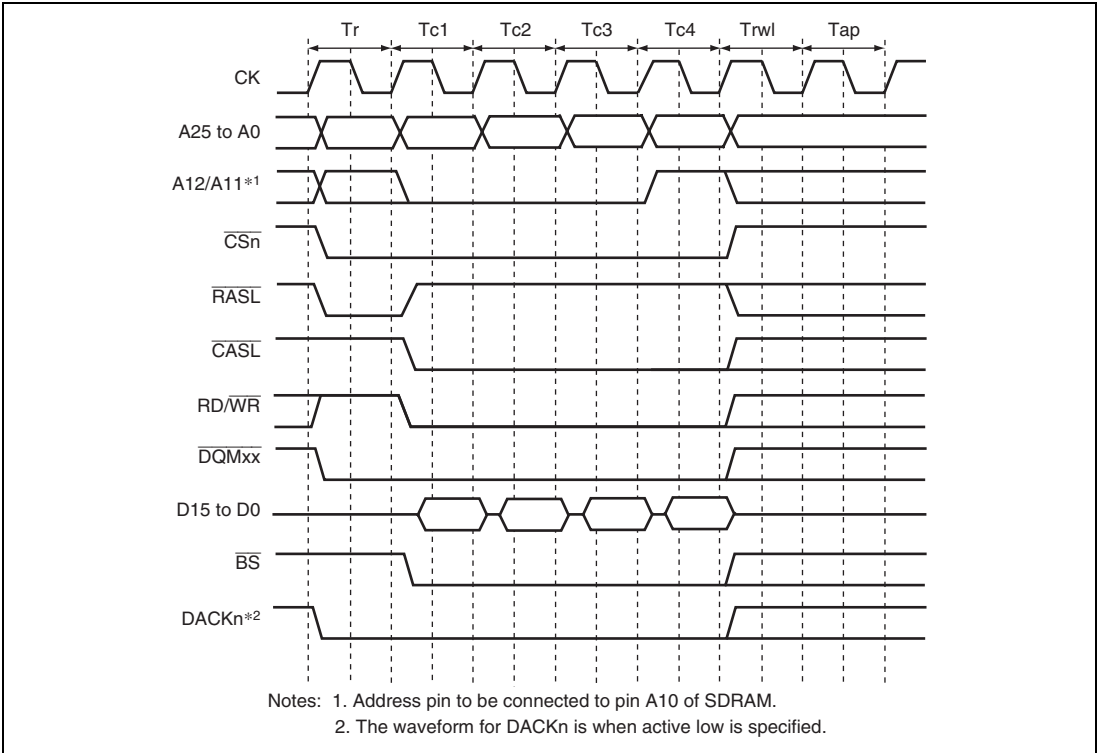 Tr Tc1 Tc2 Tc3 Tc4 Trwl Tap
CK
A25 to A0
A12/A11*1
CSn
RASL
CASL
RD/WR
DQMxx
D15 to D0
BS
DACKn*2
Notes: 1. Address pin to be connected to pin A10 of SDRAM.
2. The waveform for DACKn is when active low is specified.